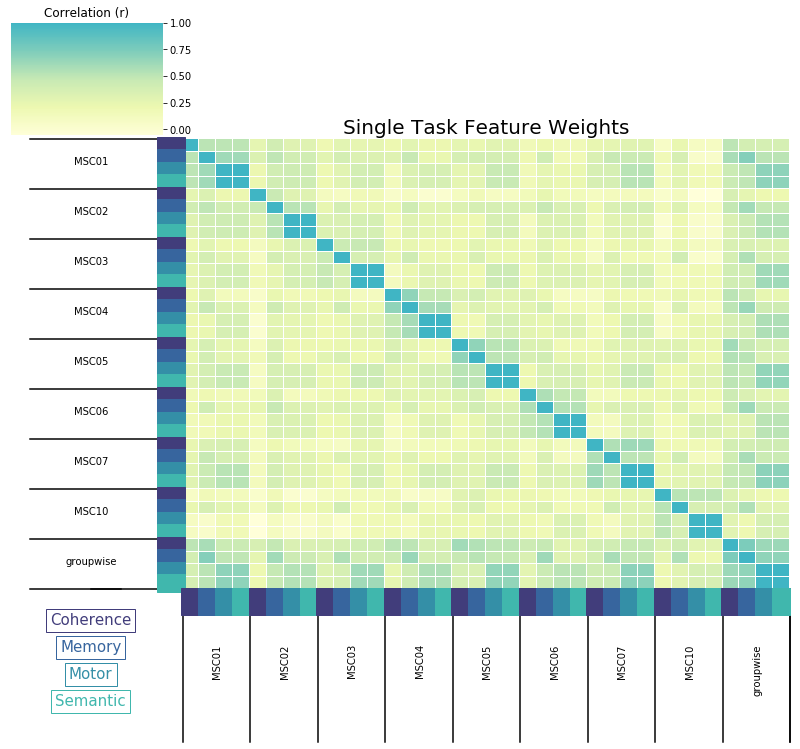 Correlation (r)
1.00
0.75
0.50
0.25
0.00
Single Task Feature Weights
MSC01
MSC02
MSC03
MSC04
MSC05
MSC06
MSC07
MSC10
groupwise
Coherence
Memory
Motor
Semantic
MSC01
MSC02
MSC03
MSC04
MSC05
MSC06
MSC07
MSC10
groupwise